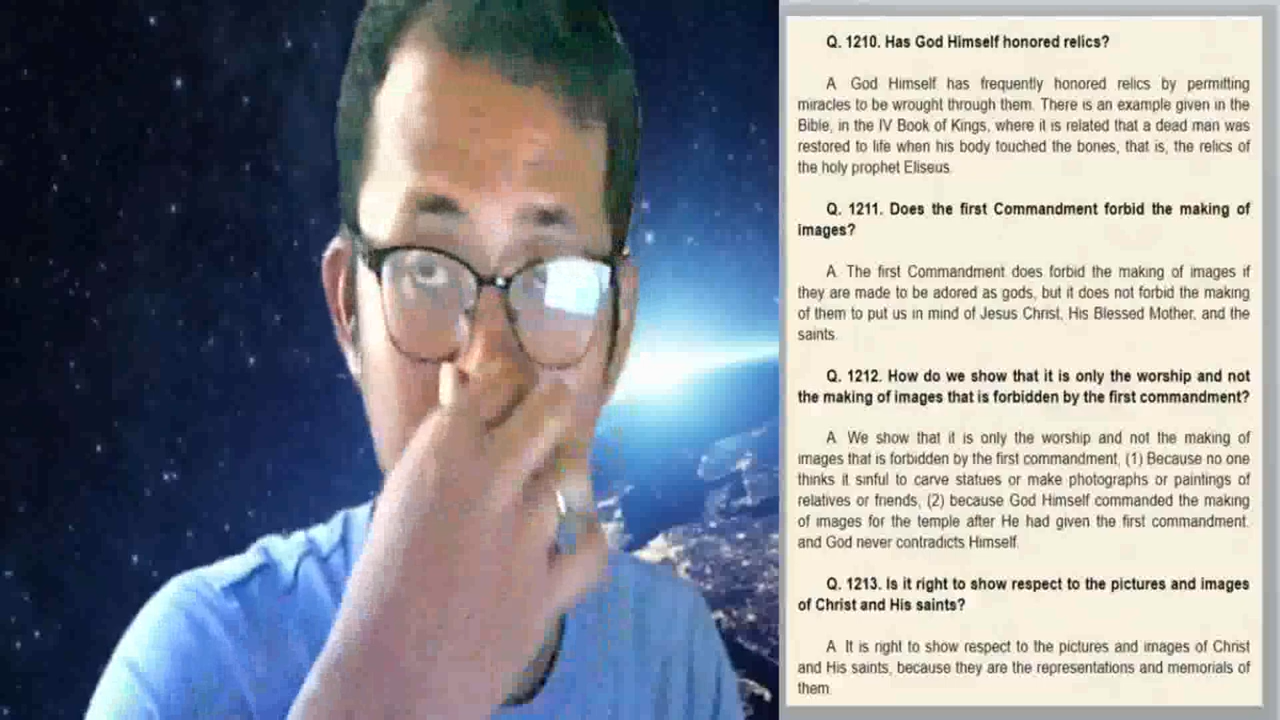 Q. 1210. Has God Himself honored relics?
A God Himself has frequently honored relics by permitting
miracles to be wrought through them. There is an example given in the
Bible, in the IV Book of Kings, where it is related that a dead man was
restored to life when his body touched the bones, that is, the relics of
the holy prophet Eliseus.
Q. 1211. Does the first Commandment forbid the making of
images?
A The first Commandment does forbid the making of images if
they are made to be adored as gods, but it does not forbid the making
of them to put us in mind of Jesus Christ, His Blessed Mother, and the
saints.
Q. 1212. How do we show that it is only the worship and not
the making of images that is forbidden by the first commandment?
A We show that it is only the worship and not the making of
images that is forbidden by the first commandment, (1) Because no one
thinks it sinful to carve statues or make photographs or paintings of
relatives or friends, (2) because God Himself commanded the making
of images for the temple after He had given the first commandment,
and God never contradicts Himself.
Q. 1213. Is it right to show respect to the pictures and images
of Christ and His saints?
A It is right to show respect to the pictures and images of Christ
and His saints, because they are the representations and memorials of
them.